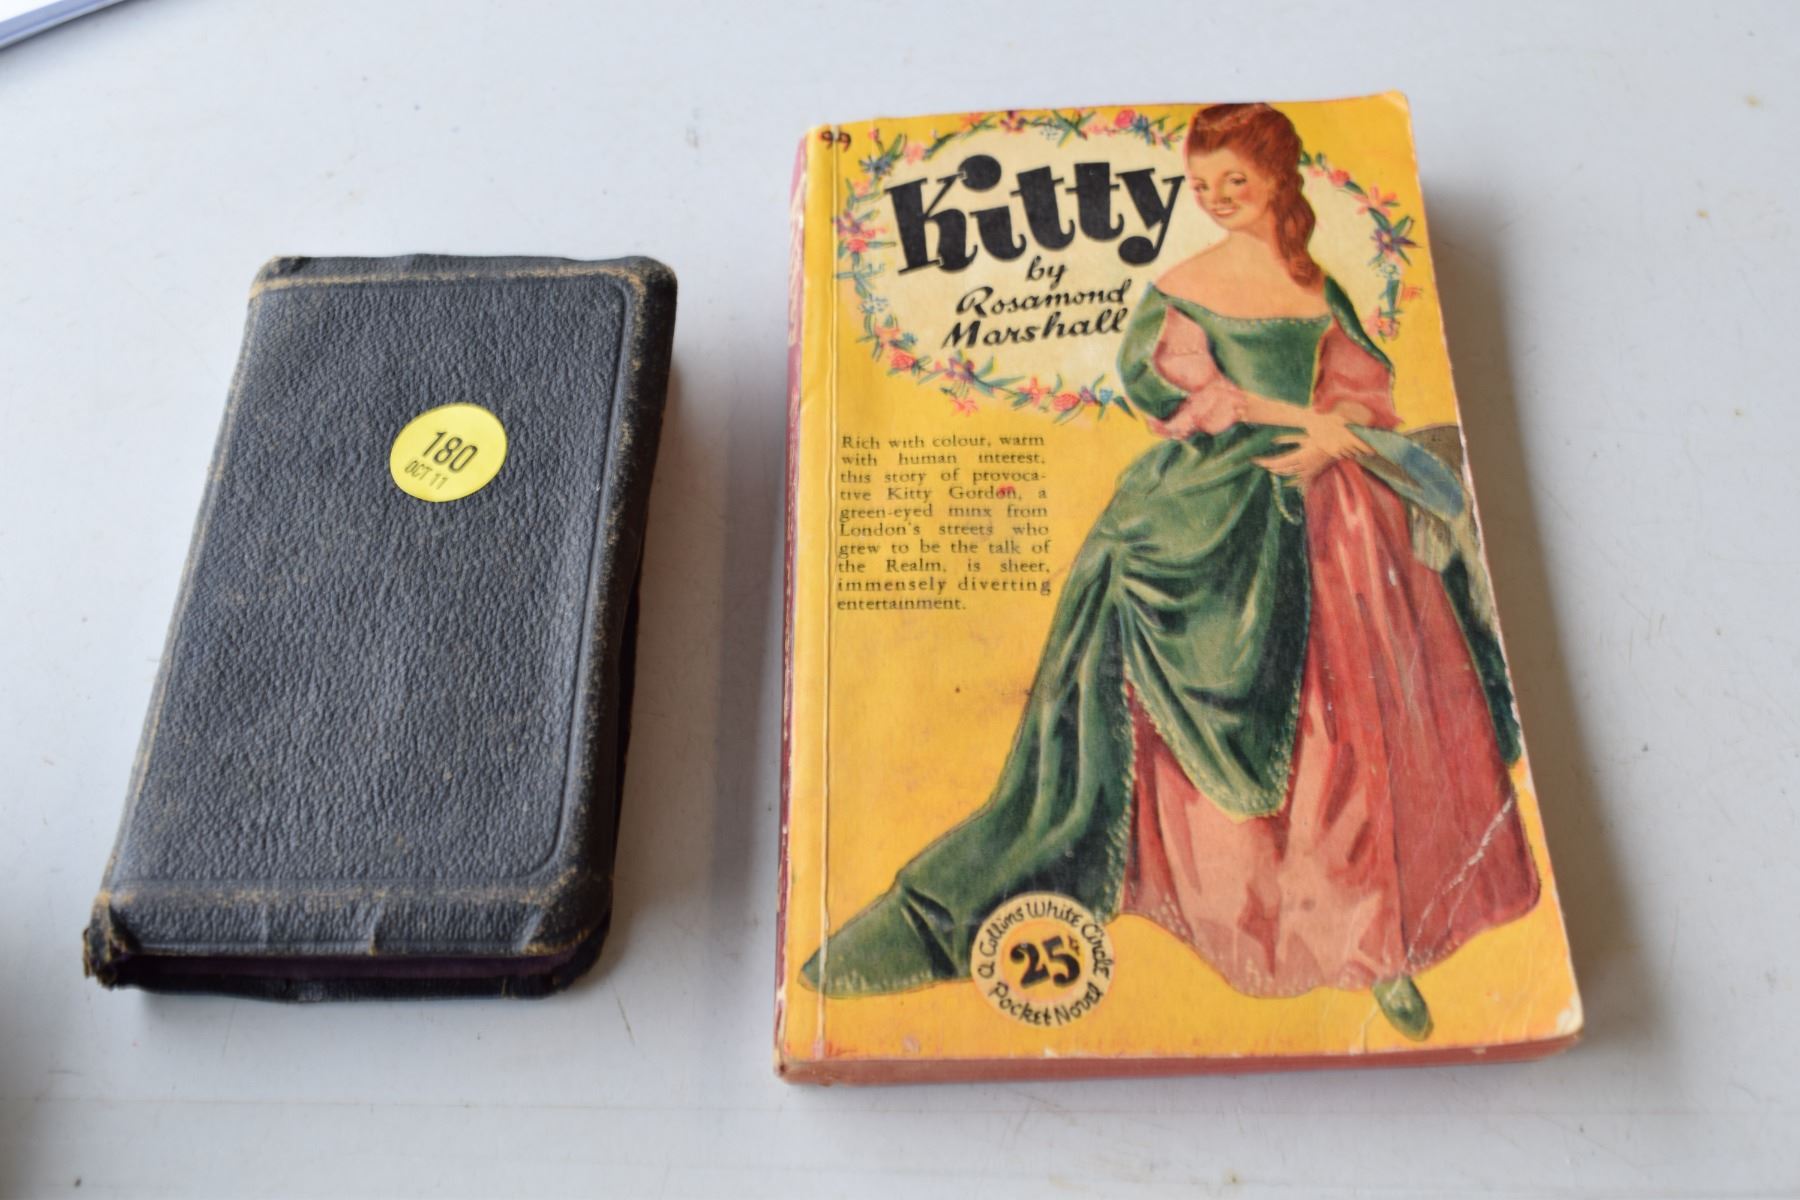 180
OCT 11
99
Kitty
by
Rosamond
Marshall
Rich with colour, warm
with human interest,
this story of provoca-
tive Kitty Gordon, a
green-eyed minx from
London's streets who
grew to be the talk of
the Realm, is sheer,
immensely diverting
entertainment.
A Collins White Circle
25¢
Pocket Novel